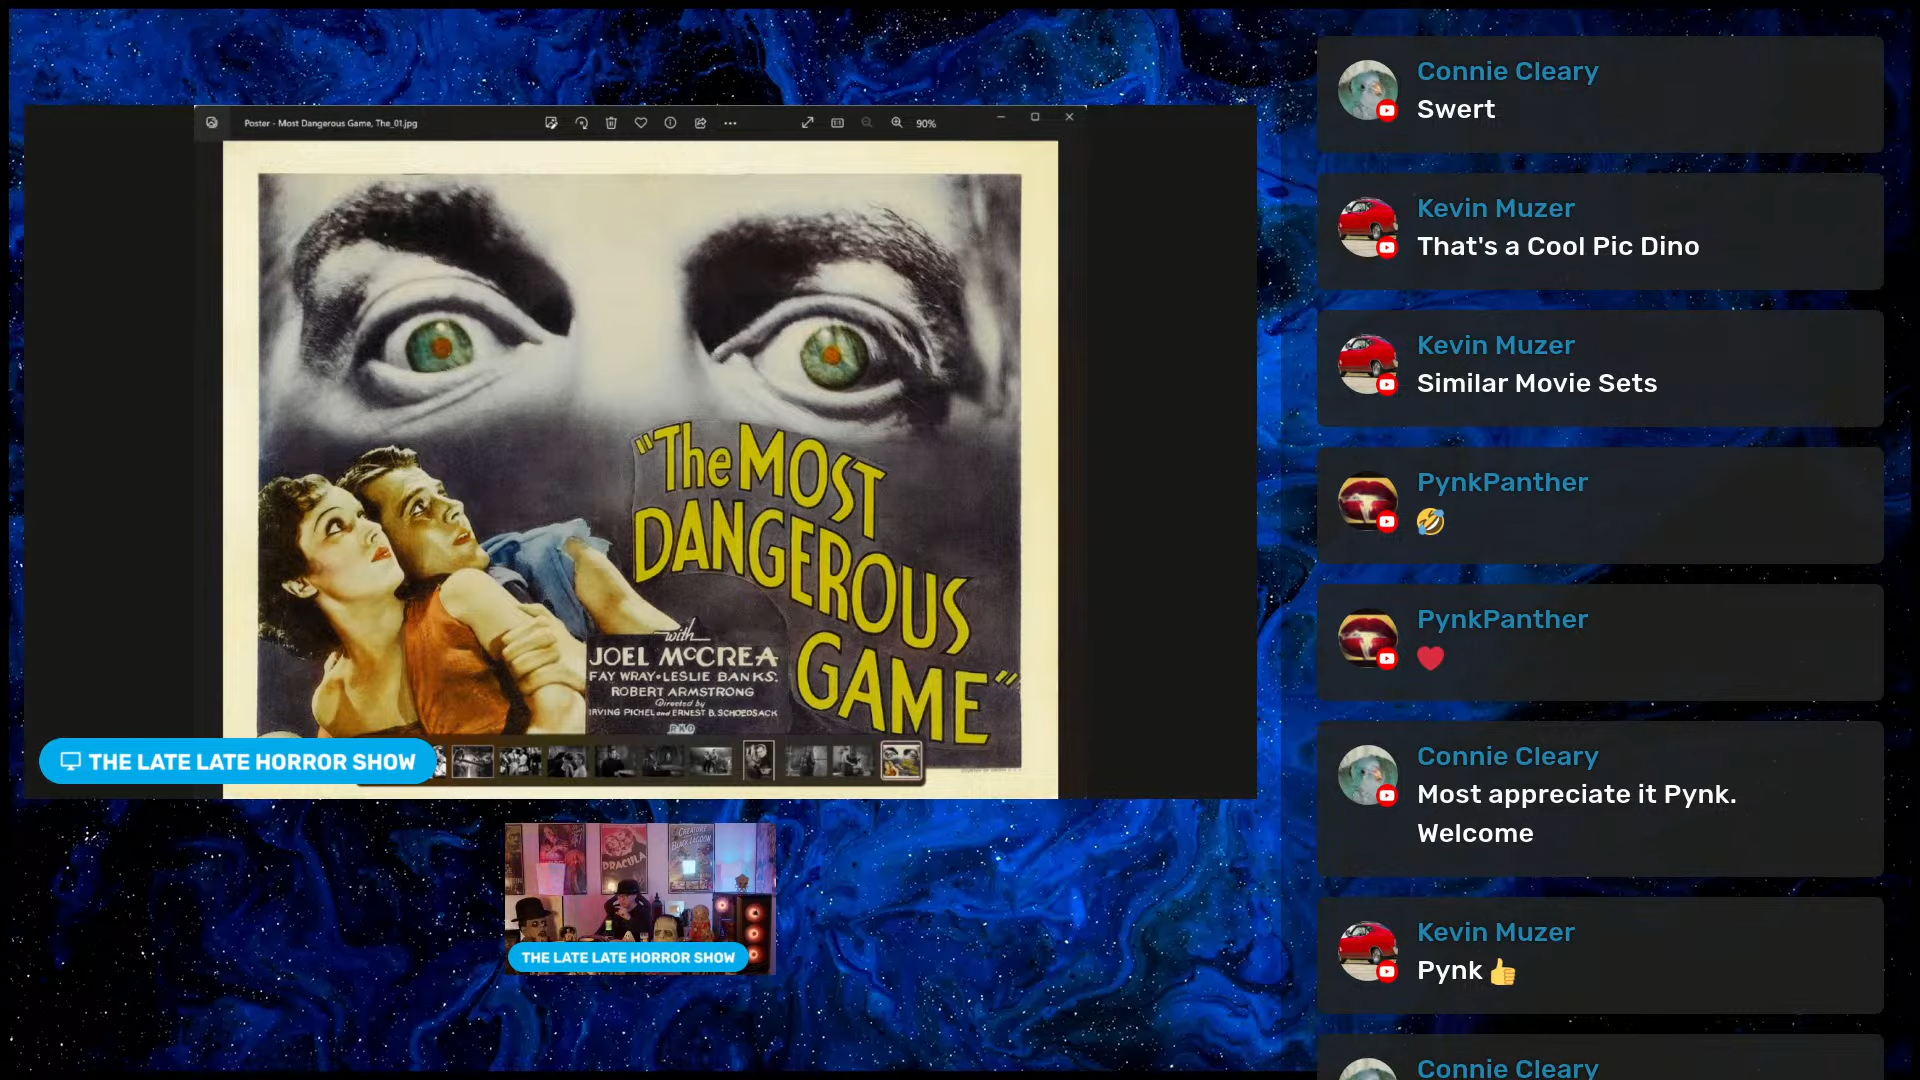 Poster - Most Dangerous Game, The_01.jpg
90%
"The MOST
DANGEROUS
GAME"
with
JOEL McCREA
FAY WRAY • LESLIE BANKS.
ROBERT ARMSTRONG
Directed by
IRVING PICHEL and ERNEST B. SCHOEDSACK
RKO
THE LATE LATE HORROR SHOW
DRACULA
CREATURE
BLACK LAGOON
THE LATE LATE HORROR SHOW
Connie Cleary
Swert
Kevin Muzer
That's a Cool Pic Dino
Kevin Muzer
Similar Movie Sets
PynkPanther
🤣
PynkPanther
❤️
Connie Cleary
Most appreciate it Pynk.
Welcome
Kevin Muzer
Pynk 👍
Connie Cleary